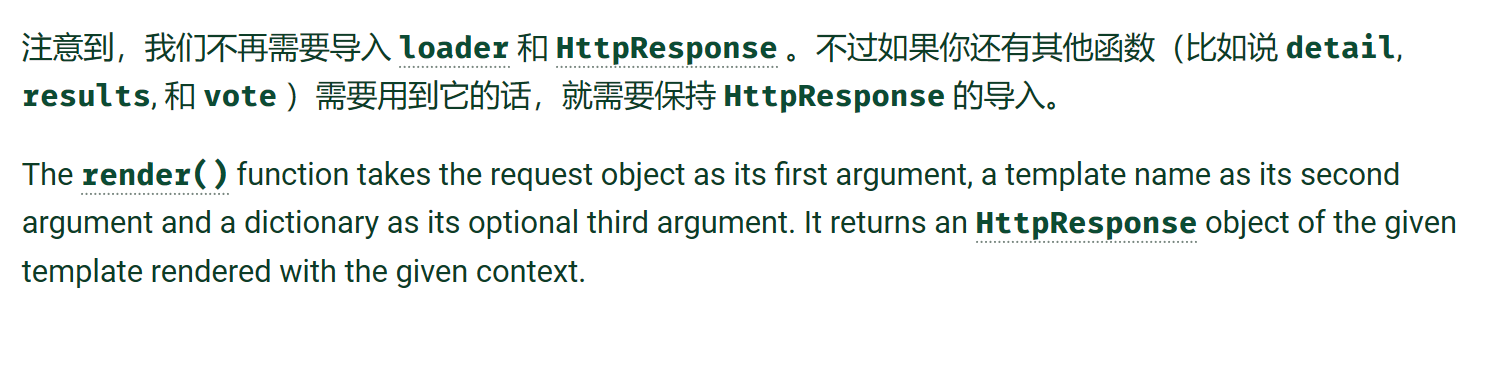 注意到，我们不再需要导入 loader 和 HttpResponse 。不过如果你还有其他函数（比如说 detail,
results, 和 vote ）需要用到它的话，就需要保持 HttpResponse 的导入。
The render() function takes the request object as its first argument, a template name as its second
argument and a dictionary as its optional third argument. It returns an HttpResponse object of the given
template rendered with the given context.